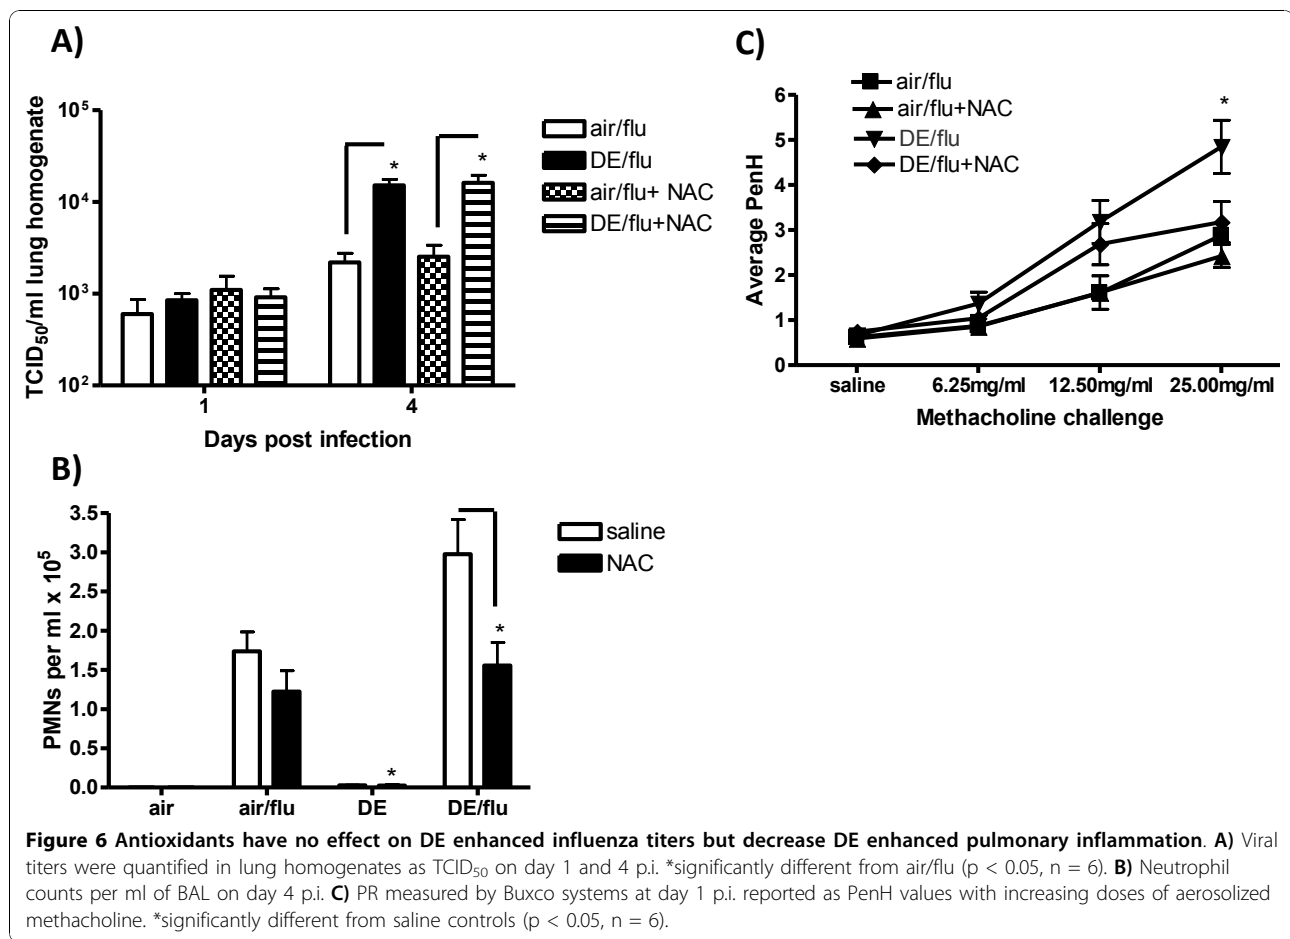 A)
10^5
10^4
10^3
10^2
TCID50/ml lung homogenate
1
4
Days post infection
*
*
air/flu
DE/flu
air/flu+ NAC
DE/flu+NAC
B)
3.5
3.0
2.5
2.0
1.5
1.0
0.5
0.0
PMNs per ml x 10^5
air
air/flu
DE
DE/flu
*
*
saline
NAC
C)
air/flu
air/flu+NAC
DE/flu
DE/flu+NAC
*
6
5
4
3
2
1
0
Average PenH
saline
6.25mg/ml
12.50mg/ml
25.00mg/ml
Methacholine challenge
Figure 6 Antioxidants have no effect on DE enhanced influenza titers but decrease DE enhanced pulmonary inflammation. A) Viral
titers were quantified in lung homogenates as TCID50 on day 1 and 4 p.i. *significantly different from air/flu (p < 0.05, n = 6). B) Neutrophil
counts per ml of BAL on day 4 p.i. C) PR measured by Buxco systems at day 1 p.i. reported as PenH values with increasing doses of aerosolized
methacholine. *significantly different from saline controls (p < 0.05, n = 6).